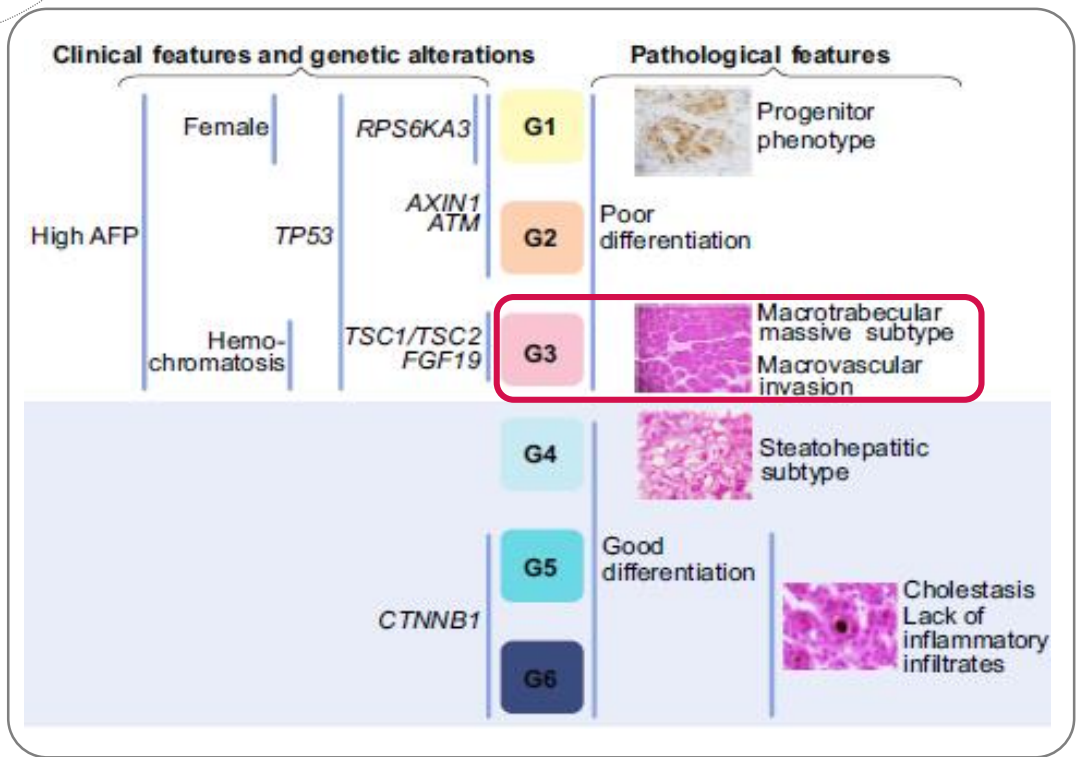 Clinical features and genetic alterations
Pathological features
Female
RPS6KA3
G1
Progenitor
phenotype
High AFP
TP53
AXIN1
ATM
G2
Poor
differentiation
Hemo-
chromatosis
TSC1/TSC2
FGF19
G3
Macrotrabecular
massive subtype
Macrovascular
invasion
G4
Steatohepatitic
subtype
CTNNB1
G5
Good
differentiation
G6
Cholestasis
Lack of
inflammatory
infiltrates